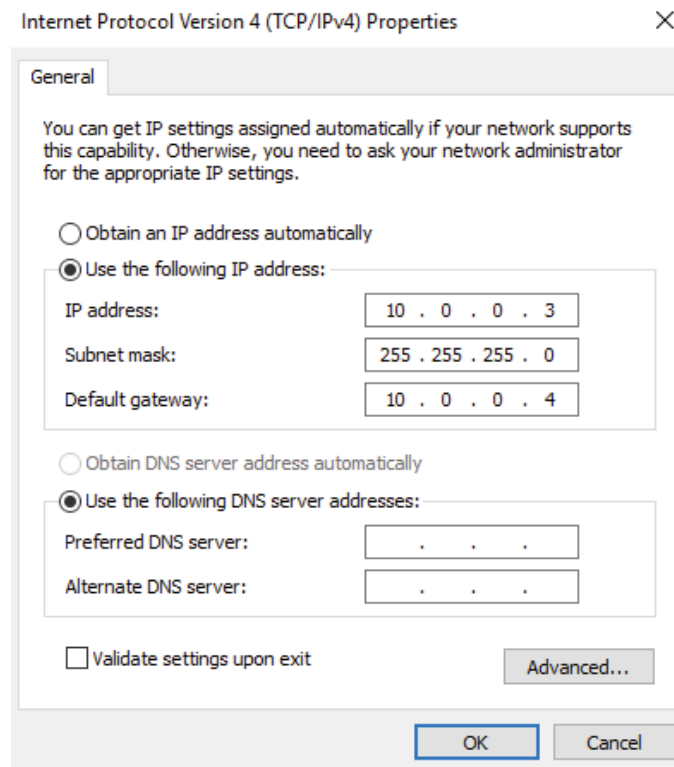 Internet Protocol Version 4 (TCP/IPv4) Properties
General
You can get IP settings assigned automatically if your network supports
this capability. Otherwise, you need to ask your network administrator
for the appropriate IP settings.
Obtain an IP address automatically
Use the following IP address:
IP address: 10 . 0 . 0 . 3
Subnet mask: 255 . 255 . 255 . 0
Default gateway: 10 . 0 . 0 . 4
Obtain DNS server address automatically
Use the following DNS server addresses:
Preferred DNS server: . . .
Alternate DNS server: . . .
Validate settings upon exit
Advanced...
OK Cancel